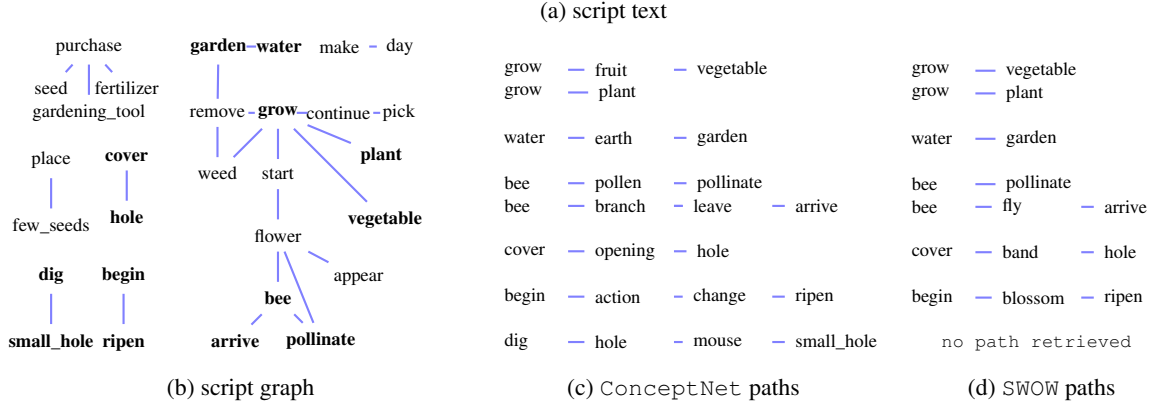 (a) script text
purchase
seed fertilizer
gardening_tool
place cover
few_seeds hole
dig begin
small_hole ripen
garden water make day
remove grow continue pick
weed start plant
vegetable
flower
appear
bee
arrive pollinate
(b) script graph
grow fruit vegetable
grow plant
water earth garden
bee pollen pollinate
bee branch leave arrive
cover opening hole
begin action change ripen
dig hole mouse small_hole
(c) ConceptNet paths
grow vegetable
grow plant
water garden
bee pollinate
bee fly arrive
cover band hole
begin blossom ripen
no path retrieved
(d) SWOW paths